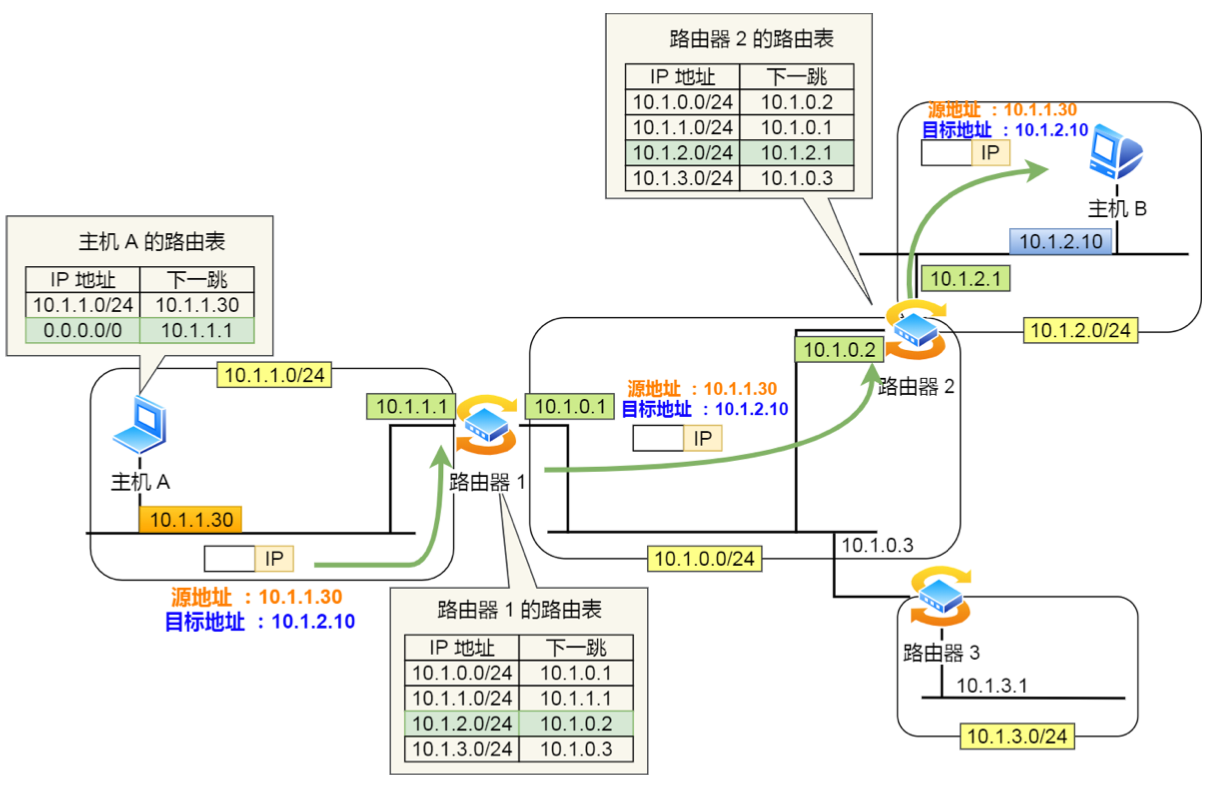 路由器 2 的路由表
IP 地址 下一跳
10.1.0.0/24 10.1.0.2
10.1.1.0/24 10.1.0.1
10.1.2.0/24 10.1.2.1
10.1.3.0/24 10.1.0.3
源地址 ：10.1.1.30
目标地址 ：10.1.2.10
IP
主机 B
10.1.2.10
10.1.2.1
10.1.2.0/24
主机 A 的路由表
IP 地址 下一跳
10.1.1.0/24 10.1.1.30
0.0.0.0/0 10.1.1.1
10.1.1.0/24
主机 A
10.1.1.30
IP
源地址 ：10.1.1.30
目标地址 ：10.1.2.10
10.1.1.1
路由器 1
10.1.0.1
源地址 ：10.1.1.30
目标地址 ：10.1.2.10
IP
10.1.0.2
路由器 2
10.1.0.0/24
10.1.0.3
路由器 1 的路由表
IP 地址 下一跳
10.1.0.0/24 10.1.0.1
10.1.1.0/24 10.1.1.1
10.1.2.0/24 10.1.0.2
10.1.3.0/24 10.1.0.3
路由器 3
10.1.3.1
10.1.3.0/24